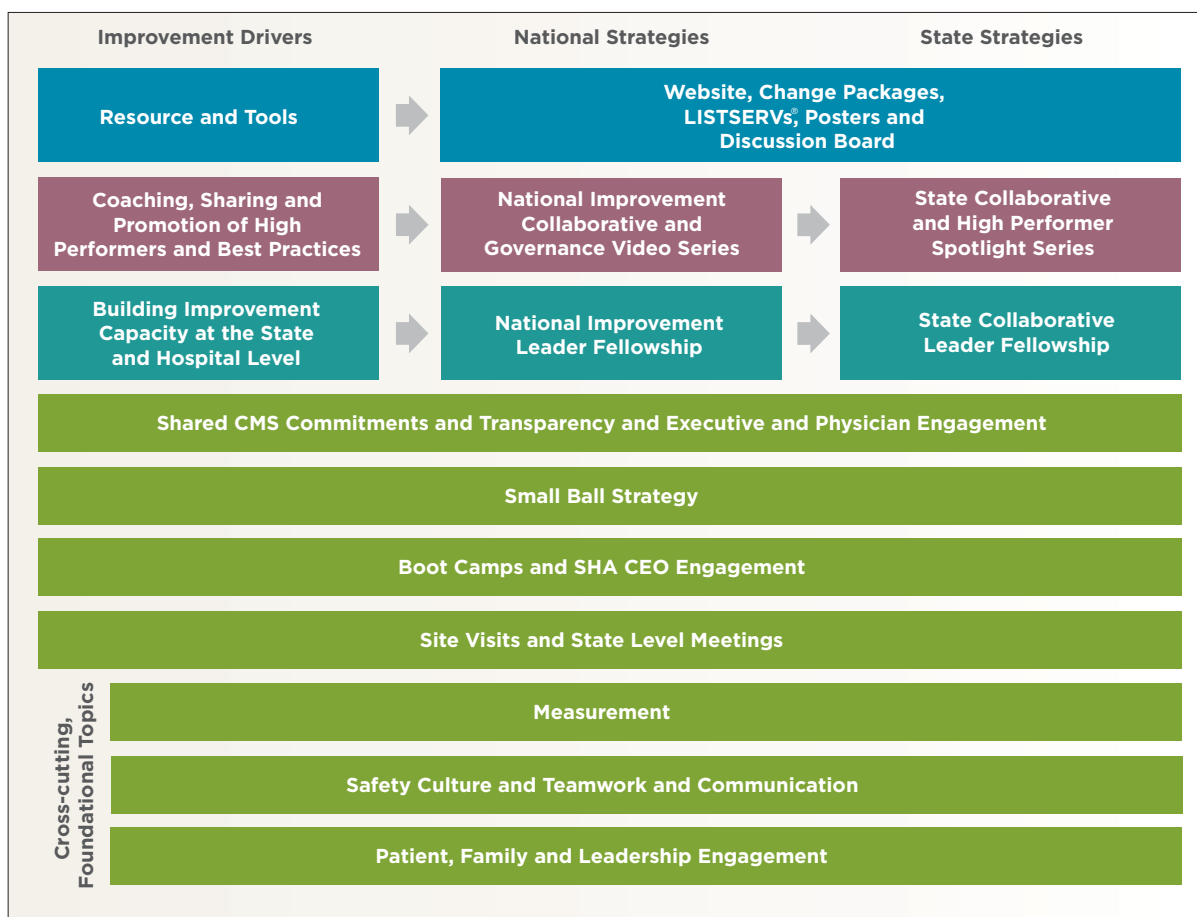 Improvement Drivers
National Strategies
State Strategies
Resource and Tools
Website, Change Packages,
LISTSERVs®, Posters and
Discussion Board
Coaching, Sharing and
Promotion of High
Performers and Best Practices
National Improvement
Collaborative and
Governance Video Series
State Collaborative
and High Performer
Spotlight Series
Building Improvement
Capacity at the State
and Hospital Level
National Improvement
Leader Fellowship
State Collaborative
Leader Fellowship
Shared CMS Commitments and Transparency and Executive and Physician Engagement
Small Ball Strategy
Boot Camps and SHA CEO Engagement
Site Visits and State Level Meetings
Cross-cutting,
Foundational Topics
Measurement
Safety Culture and Teamwork and Communication
Patient, Family and Leadership Engagement